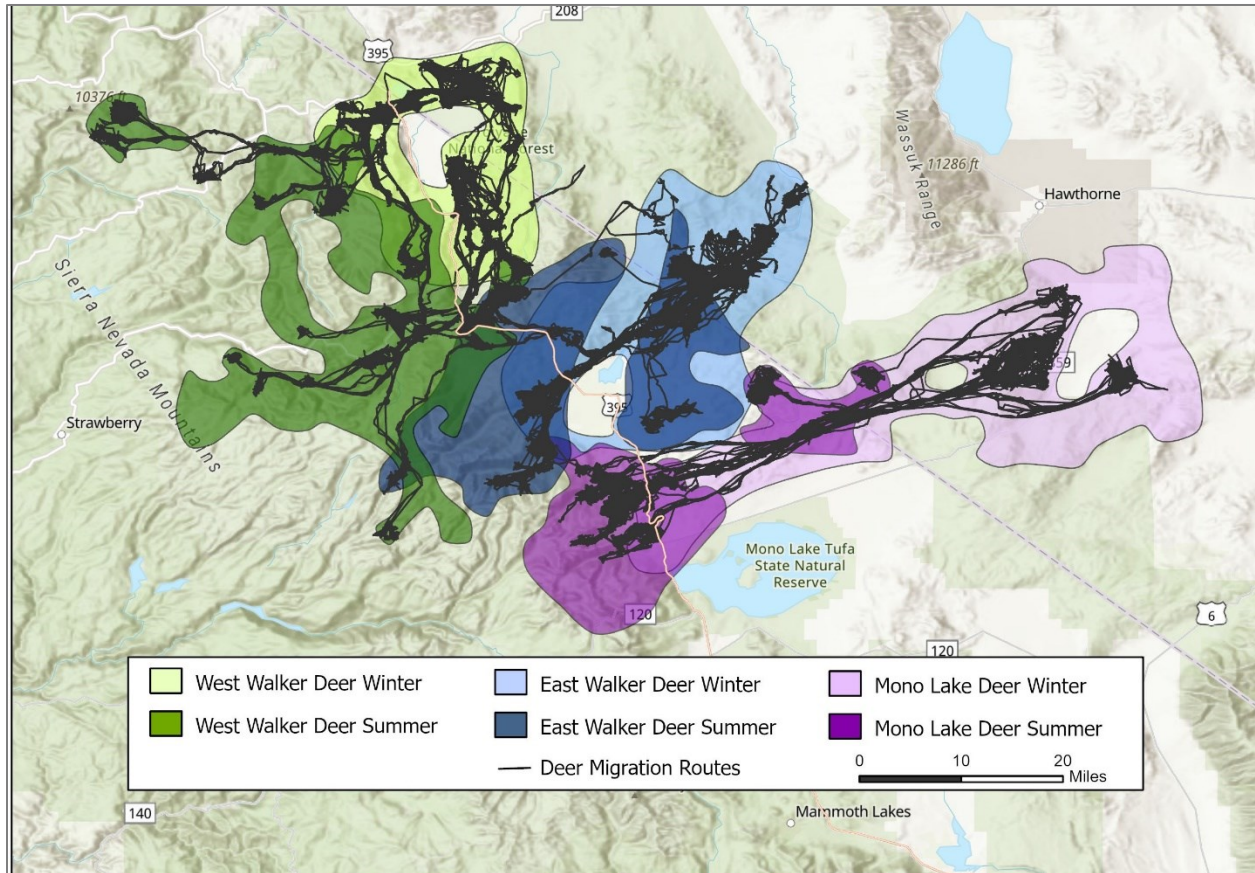 208
395
10376 ft
National Forest
Wassuk Range
11286 ft
Hawthorne
Sierra Nevada Mountains
59
395
Strawberry
Mono Lake Tufa
State Natural
Reserve
120
6
120
West Walker Deer Winter
East Walker Deer Winter
Mono Lake Deer Winter
West Walker Deer Summer
East Walker Deer Summer
Mono Lake Deer Summer
Deer Migration Routes
0
10
20
Miles
140
Mammoth Lakes